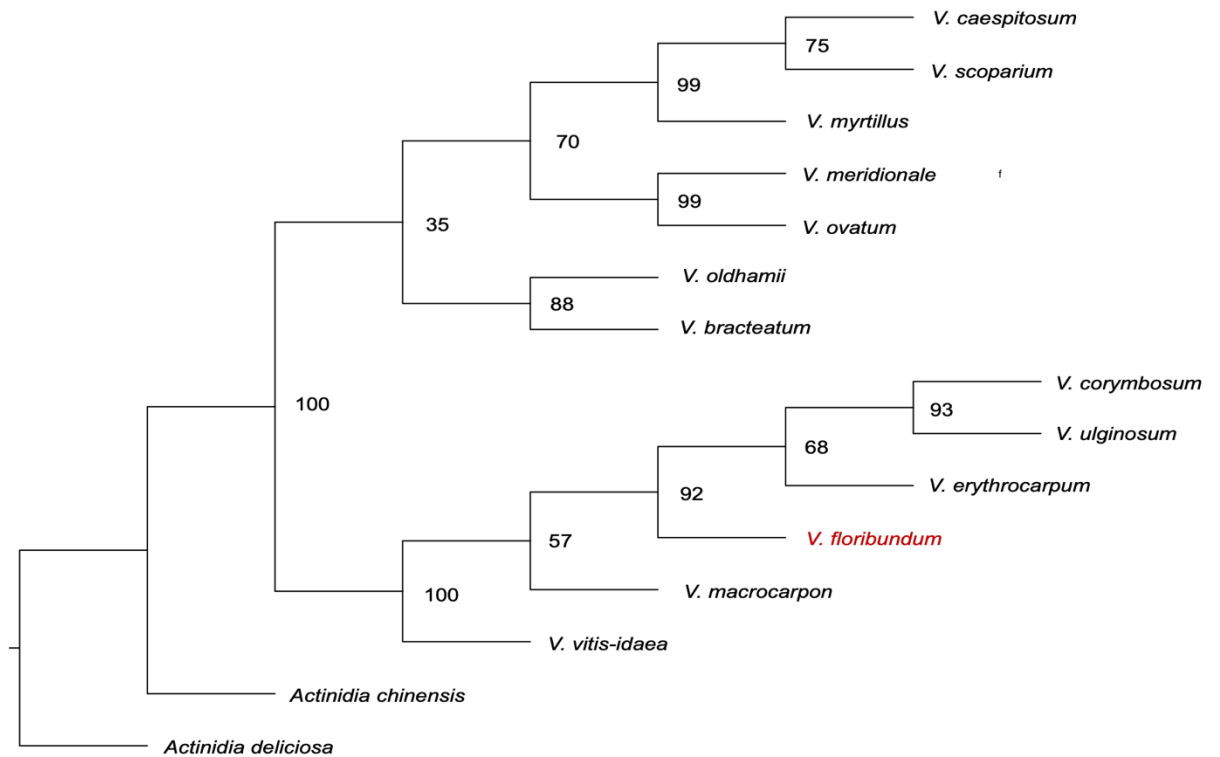 V. caespitosum
75
V. scoparium
99
V. myrtillus
70
V. meridionale f
99
35
V. ovatum
V. oldhamii
88
V. bracteatum
V. corymbosum
100
93
V. ulginosum
68
V. erythrocarpum
92
V. floribundum
57
V. macrocarpon
100
V. vitis-idaea
Actinidia chinensis
Actinidia deliciosa